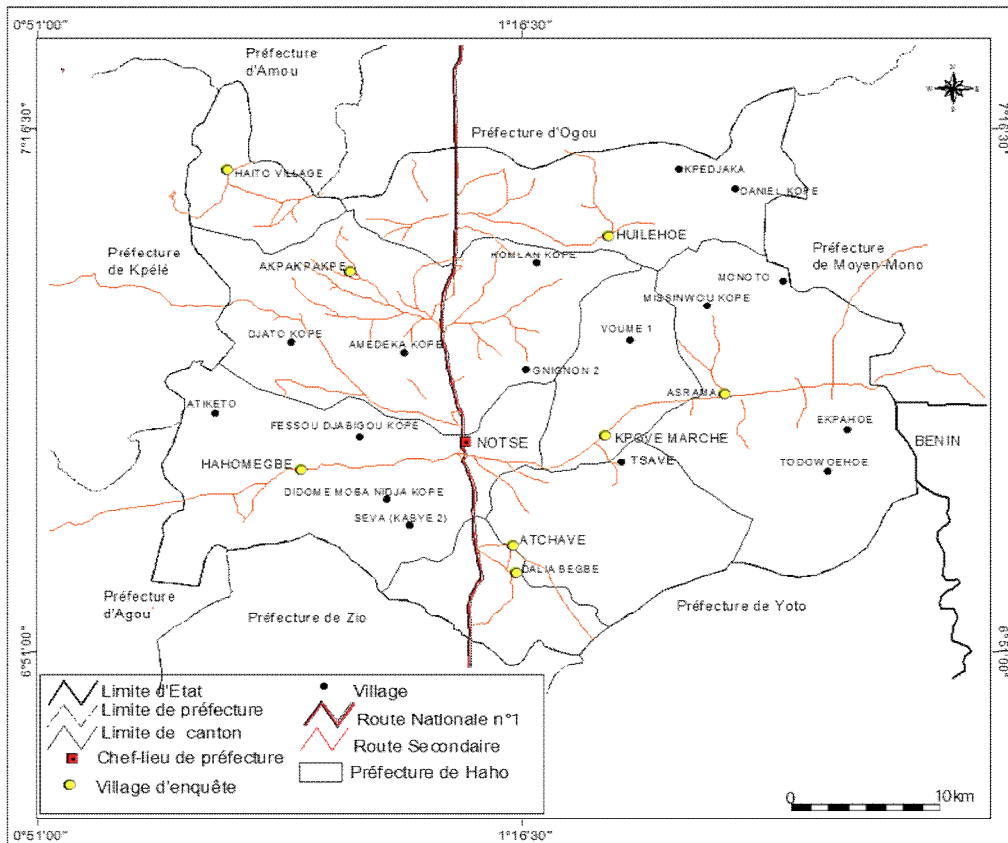 0°51'00"
1°16'30"
Préfecture
d'Amou
7°16'30"
7°16'30"
Préfecture d'Ogou
KPEDJAKA
HAITO VILLAGE
DANIEL KOPE
HUILEHOE
Préfecture
de Kpélé
Préfecture
de Moyen-Mono
AKPAKPAKPE
KOMLAN KOPE
MONOTO
MISSINWOU KOPE
DJATO KOPE
AMEDEKA KOPE
VOUME 1
GNIGNON 2
ASRAMA
ATIKETO
FESSOU DJABIGOU KOPE
NOTSE
KPOVE MARCHE
EKPAHOE
BENIN
HAHOMEGBE
TSAVE
TODOWOEHOE
DIDOME MOBA NIDJA KOPE
SEVA (KABYE 2)
ATCHAVE
DALIA BEGBE
Préfecture
d'Agou
Préfecture de Zio
Préfecture de Yoto
6°51'00"
6°51'00"
Limite d'Etat
Limite de préfecture
Limite de canton
Chef-lieu de préfecture
Village d'enquête
Village
Route Nationale n°1
Route Secondaire
Préfecture de Haho
0
10km
0°51'00"
1°16'30"